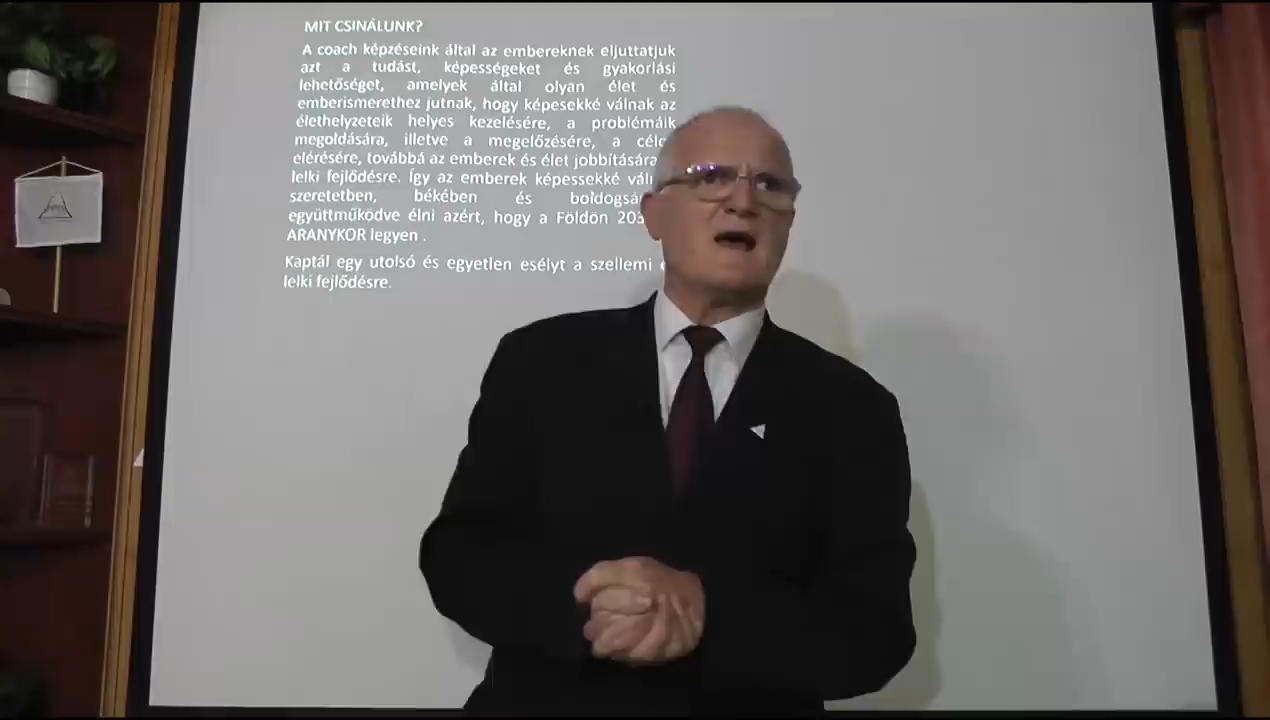 MIT CSINÁLUNK?
A coach képzéseink által az embereknek eljuttatjuk
azt a tudást, képességeket és gyakorlási
lehetőséget, amelyek által olyan élet és
emberismerethez jutnak, hogy képesekké válnak az
élethelyzeteik helyes kezelésére, a problémáik
megoldására, illetve a megelőzésére, a
elérésére, továbbá az emberek és élet jobbítására
lelki fejlődésre. Így az emberek képessekké
szeretetben, békében és
együttműködve élni azért, hogy a Földön
ARANYKOR legyen .
Kaptál egy utolsó és egyetlen esélyt a szellemi
lelki fejlődésre.